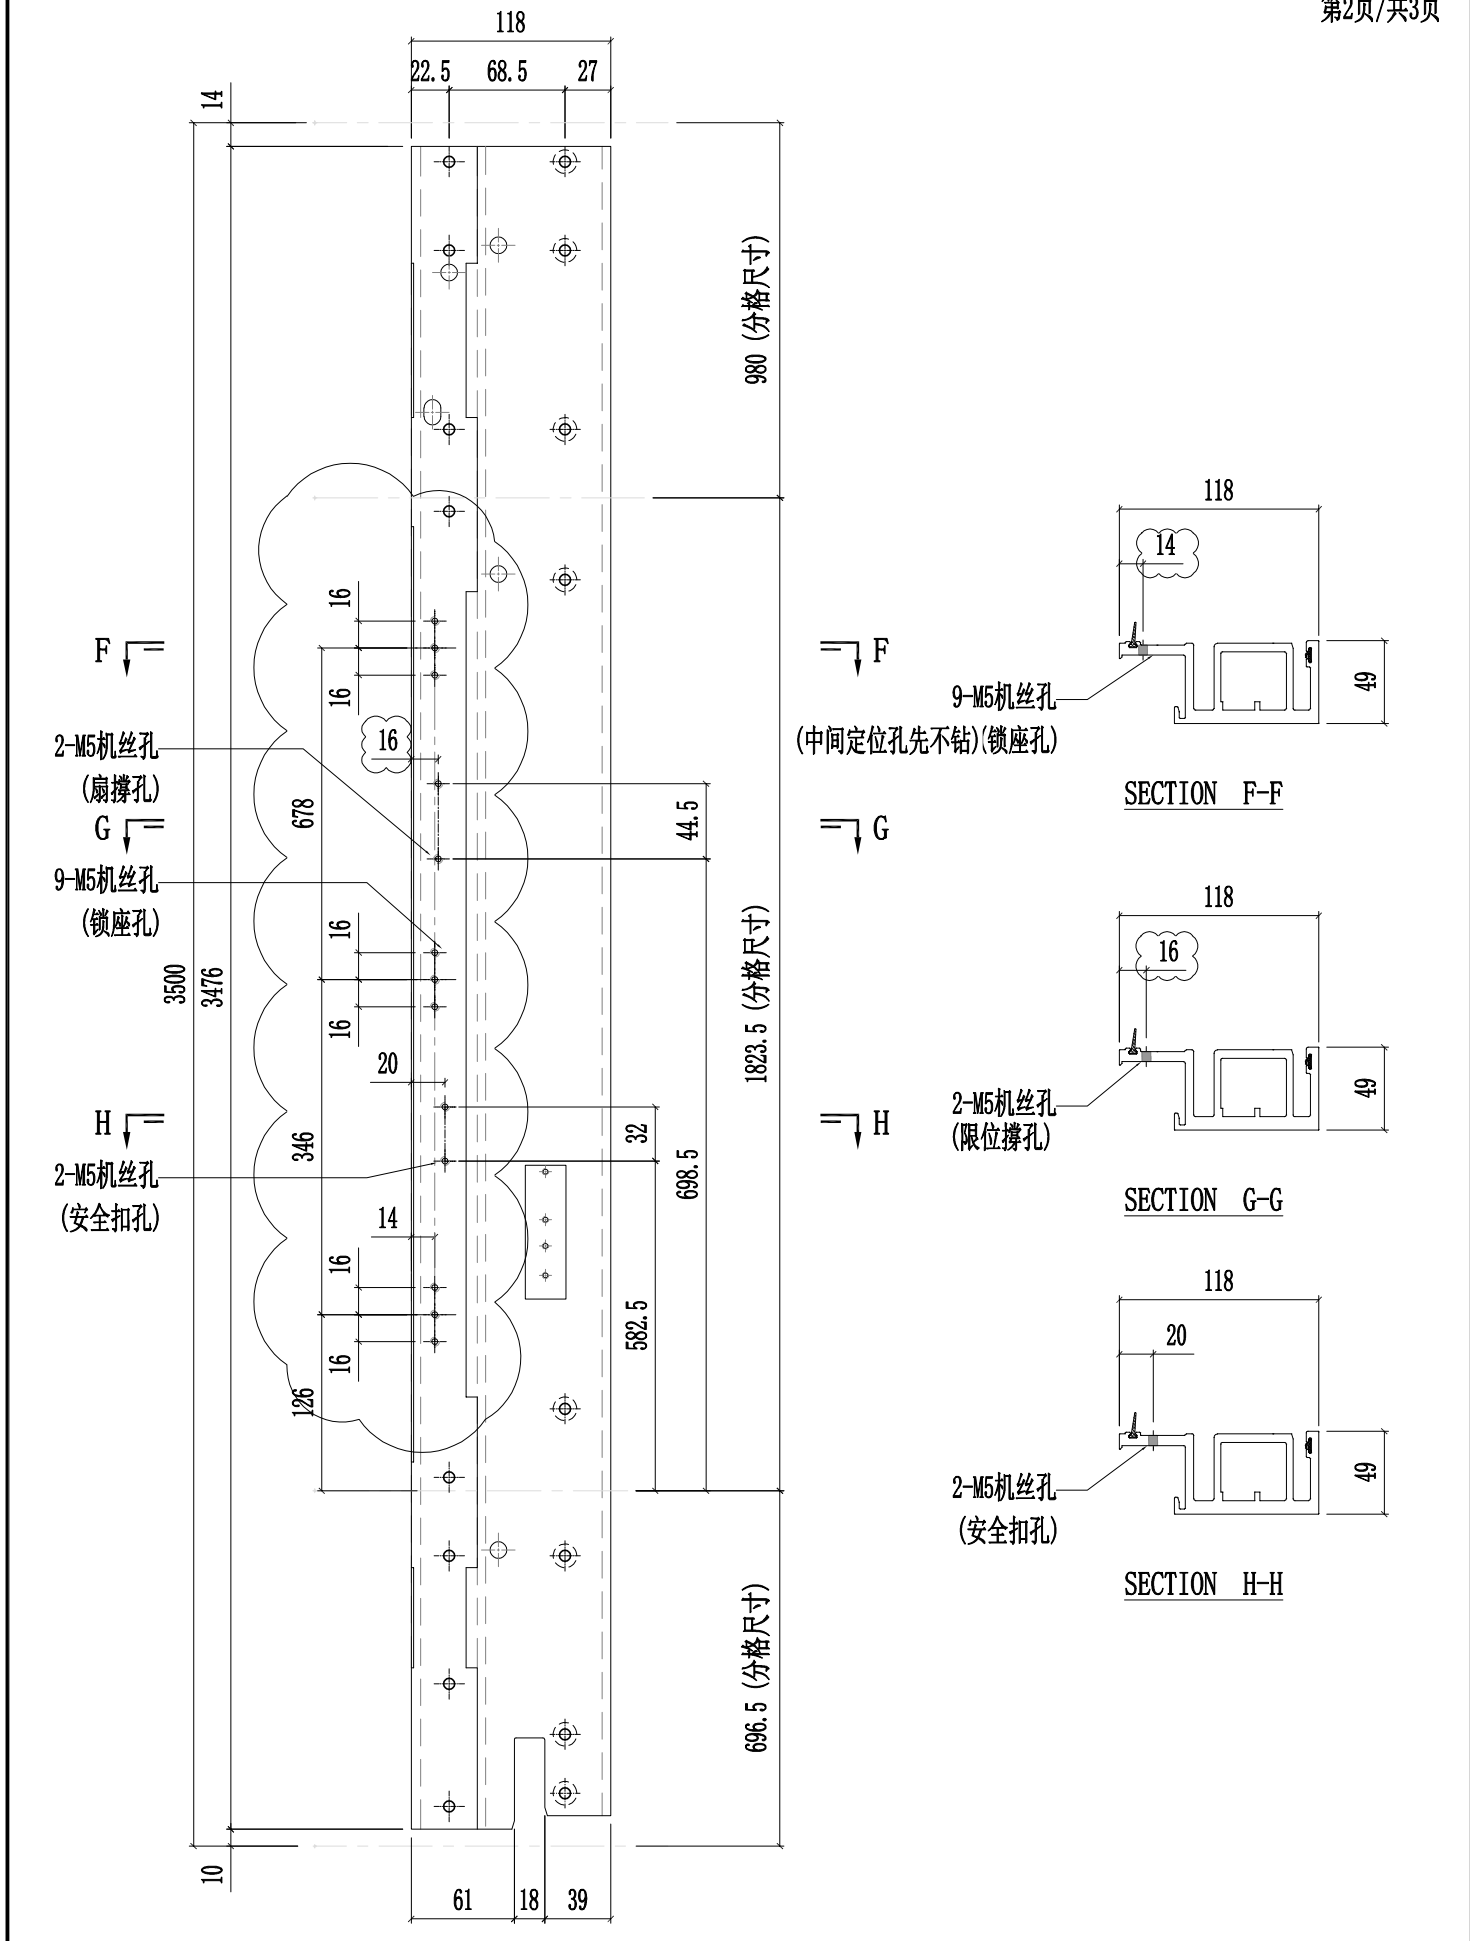 第2页/共3页
118
22.5
68.5
27
14
980 (分格尺寸)
118
14
16
F
F
49
16
9-M5机丝孔
(中间定位孔先不钻)(锁座孔)
2-M5机丝孔
(扇撑孔)
16
SECTION F-F
678
44.5
G
G
9-M5机丝孔
(锁座孔)
118
16
16
3500
3476
1823.5 (分格尺寸)
16
20
49
2-M5机丝孔
(限位撑孔)
H
H
346
32
2-M5机丝孔
(安全扣孔)
698.5
SECTION G-G
14
16
118
582.5
20
16
126
49
2-M5机丝孔
(安全扣孔)
SECTION H-H
696.5 (分格尺寸)
10
61
18
39